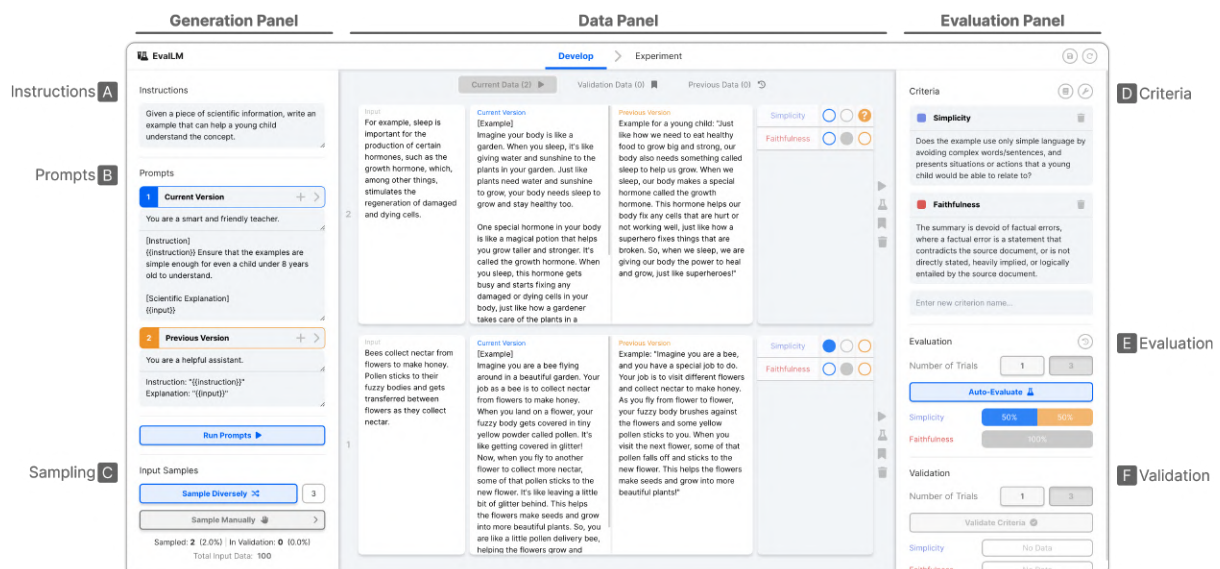 Generation Panel
Data Panel
Evaluation Panel
EvalLM
Develop
Experiment
Instructions A
Prompts B
Sampling C
Instructions
Given a piece of scientific information, write an
example that can help a young child
understand the concept.
Prompts
1 Current Version
You are a smart and friendly teacher.
[Instruction]
{{instruction}} Ensure that the examples are
simple enough for even a child under 8 years
old to understand.
[Scientific Explanation]
{{input}}
2 Previous Version
You are a helpful assistant.
Instruction: "{{instruction}}"
Explanation: "{{input}}"
Run Prompts
Input Samples
Sample Diversely
3
Sample Manually
Sampled: 2 (2.0%) | In Validation: 0 (0.0%)
Total Input Data: 100
Current Data (2)
Validation Data (0)
Previous Data (0)
2
Input
For example, sleep is
important for the
production of certain
hormones, such as the
growth hormone, which,
among other things,
stimulates the
regeneration of damaged
and dying cells.
Current Version
[Example]
Imagine your body is like a
garden. When you sleep, it's like
giving water and sunshine to the
plants in your garden. Just like
plants need water and sunshine
to grow, your body needs sleep to
grow and stay healthy too.
One special hormone in your body
is like a magical potion that helps
you grow taller and stronger. It's
called the growth hormone. When
you sleep, this hormone gets
busy and starts fixing any
damaged or dying cells in your
body, just like how a gardener
takes care of the plants in a
Previous Version
Example for a young child: "Just
like how we need to eat healthy
food to grow big and strong, our
body also needs something called
sleep to help us grow. When we
sleep, our body makes a special
hormone called the growth
hormone. This hormone helps our
body fix any cells that are hurt or
not working well, just like how a
superhero fixes things that are
broken. So, when we sleep, we are
giving our body the power to heal
and grow, just like superheroes!"
Simplicity ?
Faithfulness
1
Input
Bees collect nectar from
flowers to make honey.
Pollen sticks to their
fuzzy bodies and gets
transferred between
flowers as they collect
nectar.
Current Version
[Example]
Imagine you are a bee flying
around in a beautiful garden. Your
job as a bee is to collect nectar
from flowers to make honey.
When you land on a flower, your
fuzzy body gets covered in tiny
yellow powder called pollen. It's
like getting covered in glitter!
Now, when you fly to another
flower to collect more nectar,
some of that pollen sticks to the
new flower. It's like leaving a little
bit of glitter behind. This helps
the flowers make seeds and grow
into more beautiful plants. So, you
are like a little pollen delivery bee,
helping the flowers grow and
Previous Version
Example: "Imagine you are a bee,
and you have a special job to do.
Your job is to visit different flowers
and collect nectar to make honey.
As you fly from flower to flower,
your fuzzy body brushes against
the flowers and some yellow
pollen sticks to you. When you
visit the next flower, some of that
pollen falls off and sticks to the
new flower. This helps the flowers
make seeds and grow into more
beautiful plants!"
Simplicity
Faithfulness
Criteria
Simplicity
Does the example use only simple language by
avoiding complex words/sentences, and
presents situations or actions that a young
child would be able to relate to?
Faithfulness
The summary is devoid of factual errors,
where a factual error is a statement that
contradicts the source document, or is not
directly stated, heavily implied, or logically
entailed by the source document.
Enter new criterion name...
Evaluation
Number of Trials 1 3
Auto-Evaluate
Simplicity 50% 50%
Faithfulness 100%
Validation
Number of Trials 1 3
Validate Criteria
Simplicity No Data
Faithfulness No Data
D Criteria
E Evaluation
F Validation